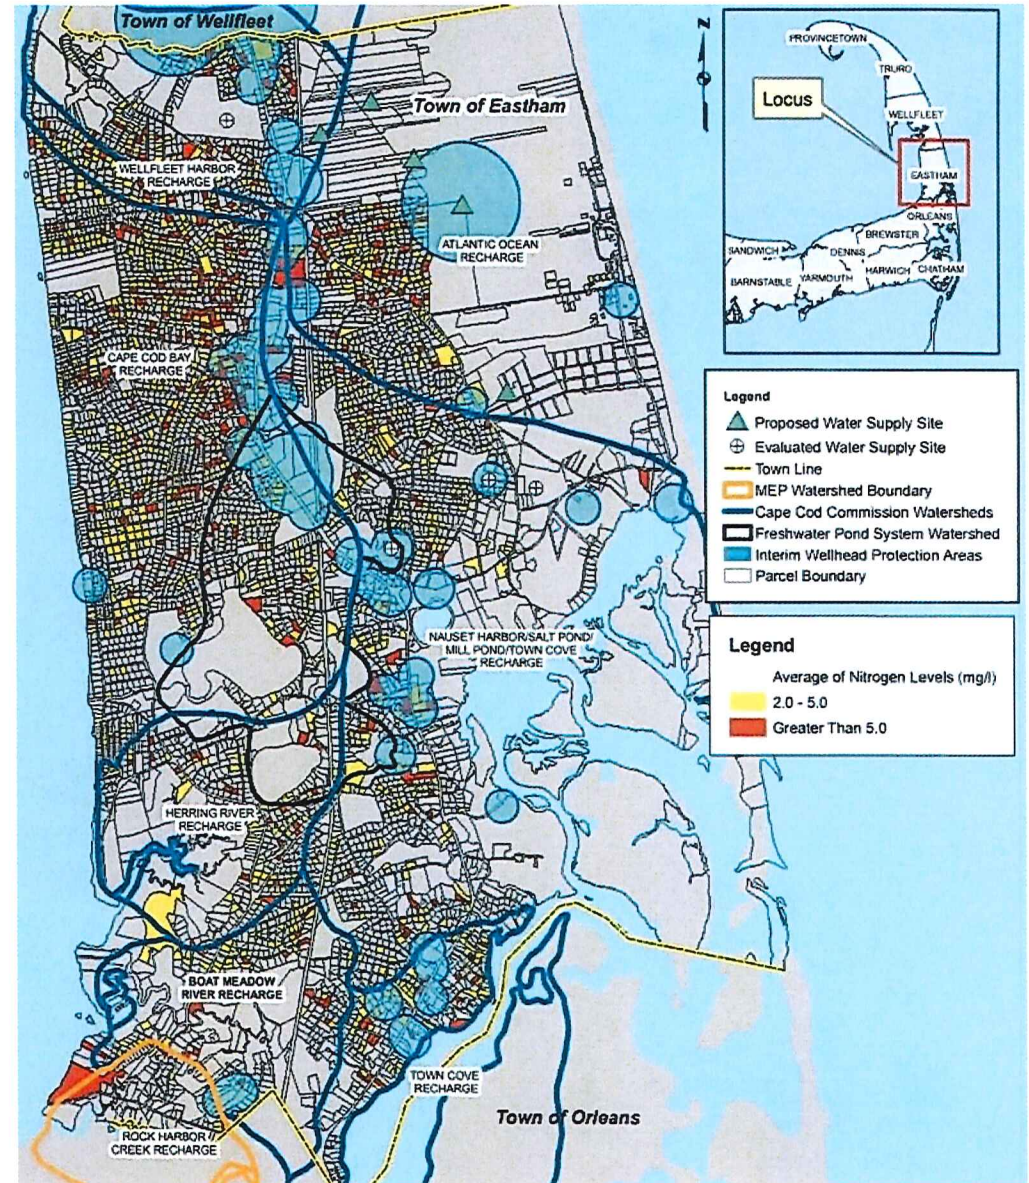 Town of Wellfleet
N
Town of Eastham
WELLFLEET HARBOR
RECHARGE
ATLANTIC OCEAN
RECHARGE
CAPE COD BAY
RECHARGE
NAUSET HARBOR/SALT POND/
MILL POND/TOWN COVE
RECHARGE
HERRING RIVER
RECHARGE
BOAT MEADOW
RIVER RECHARGE
TOWN COVE
RECHARGE
ROCK HARBOR /
CREEK RECHARGE
Town of Orleans
PROVINCETOWN
TRURO
Locus
WELLFLEET
EASTHAM
ORLEANS
BREWSTER
SANDWICH
DENNIS
BARNSTABLE
YARMOUTH
HARWICH
CHATHAM
Legend
Proposed Water Supply Site
Evaluated Water Supply Site
Town Line
MEP Watershed Boundary
Cape Cod Commission Watersheds
Freshwater Pond System Watershed
Interim Wellhead Protection Areas
Parcel Boundary
Legend
Average of Nitrogen Levels (mg/l)
2.0 - 5.0
Greater Than 5.0